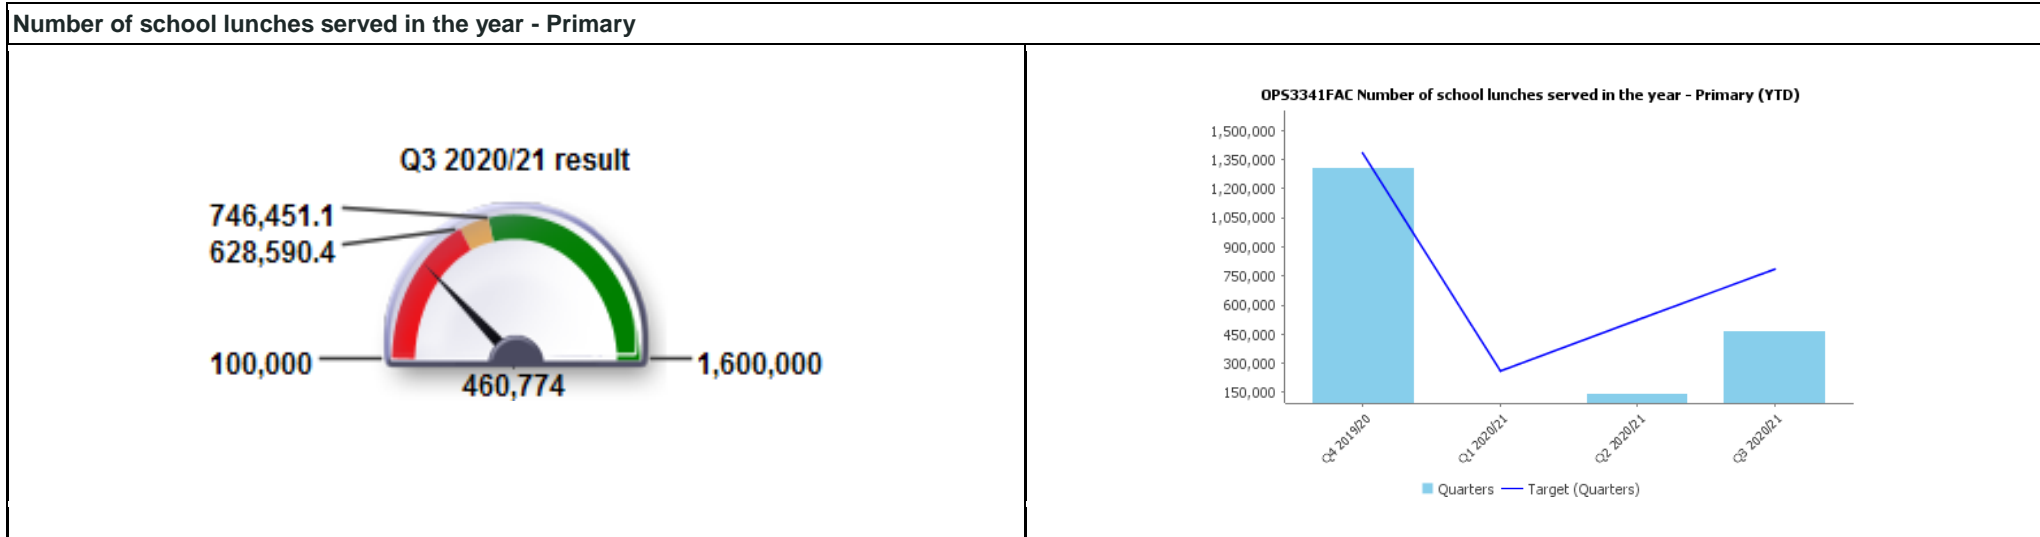 Number of school lunches served in the year - Primary
Q3 2020/21 result
746,451.1
628,590.4
100,000
1,600,000
460,774
OPS3341FAC Number of school lunches served in the year - Primary (YTD)
1,500,000
1,350,000
1,200,000
1,050,000
900,000
750,000
600,000
450,000
300,000
150,000
Q4 2019/20
Q1 2020/21
Q2 2020/21
Q3 2020/21
Quarters
Target (Quarters)